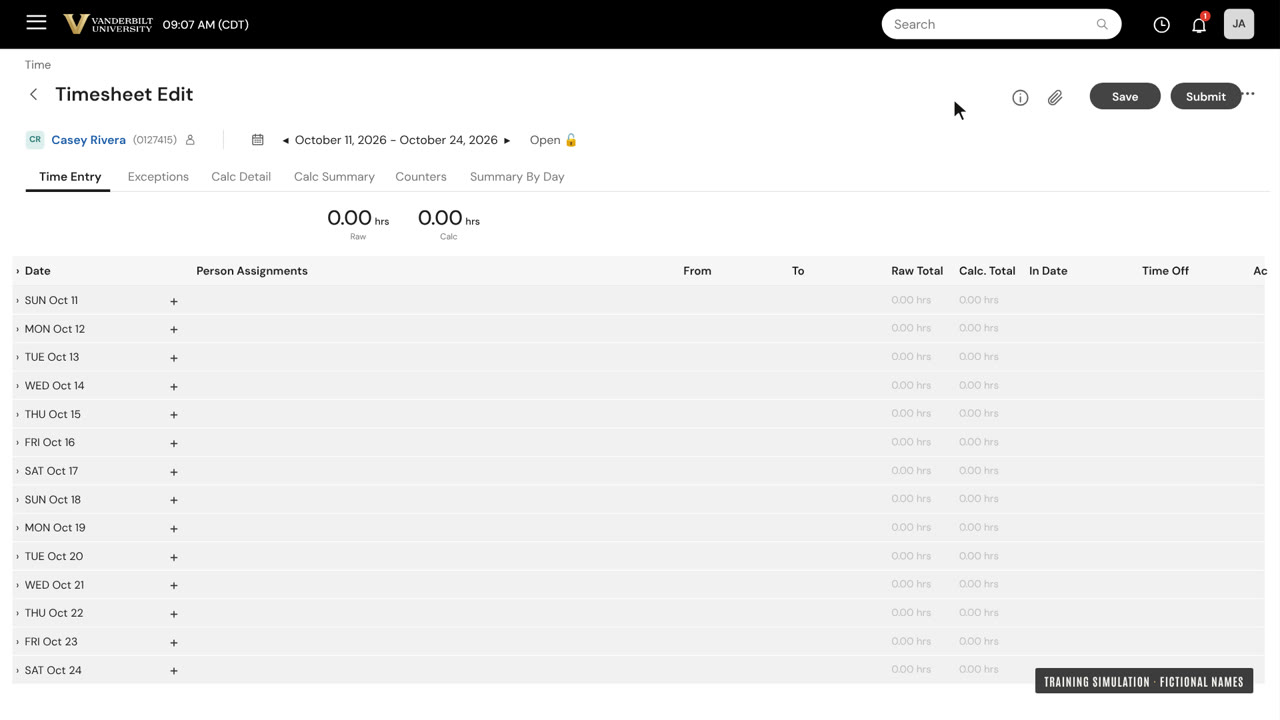 VANDERBILT
UNIVERSITY
09:07 AM (CDT)
Search
1
JA
Time
Timesheet Edit
Save
Submit
CR Casey Rivera (0127415)
October 11, 2026 - October 24, 2026
Open
Time Entry Exceptions Calc Detail Calc Summary Counters Summary By Day
0.00 hrs 0.00 hrs
Raw Calc
Date Person Assignments From To Raw Total Calc. Total In Date Time Off Ac
SUN Oct 11 + 0.00 hrs 0.00 hrs
MON Oct 12 + 0.00 hrs 0.00 hrs
TUE Oct 13 + 0.00 hrs 0.00 hrs
WED Oct 14 + 0.00 hrs 0.00 hrs
THU Oct 15 + 0.00 hrs 0.00 hrs
FRI Oct 16 + 0.00 hrs 0.00 hrs
SAT Oct 17 + 0.00 hrs 0.00 hrs
SUN Oct 18 + 0.00 hrs 0.00 hrs
MON Oct 19 + 0.00 hrs 0.00 hrs
TUE Oct 20 + 0.00 hrs 0.00 hrs
WED Oct 21 + 0.00 hrs 0.00 hrs
THU Oct 22 + 0.00 hrs 0.00 hrs
FRI Oct 23 + 0.00 hrs 0.00 hrs
SAT Oct 24 + 0.00 hrs 0.00 hrs
TRAINING SIMULATION · FICTIONAL NAMES